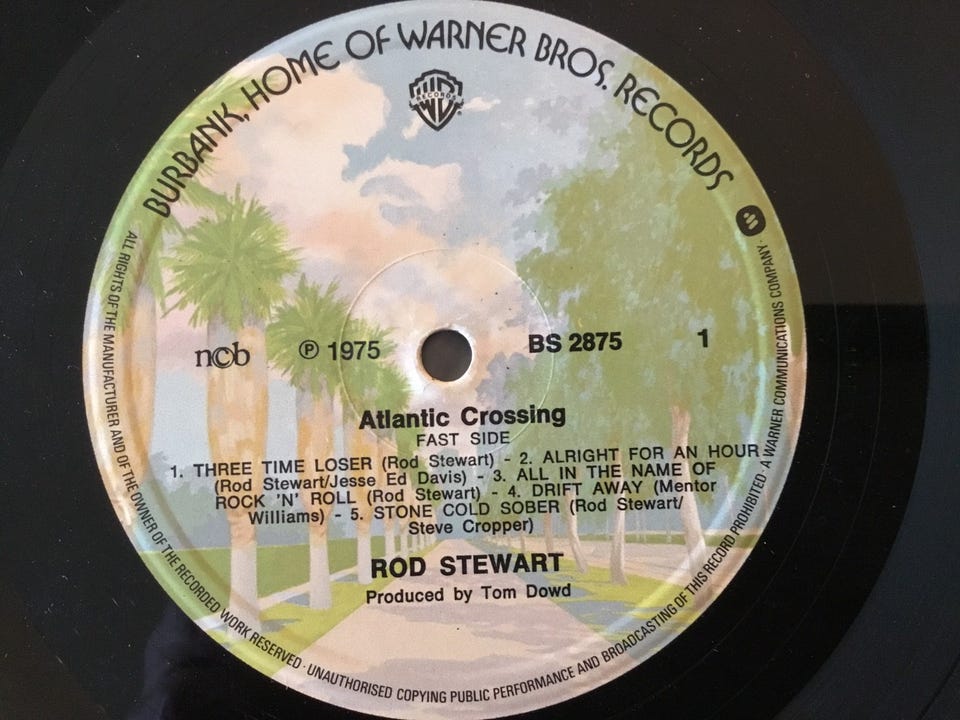 BURBANK, HOME OF WARNER BROS. RECORDS
RECORDS
ncb
℗ 1975
BS 2875
1
Atlantic Crossing
FAST SIDE
1. THREE TIME LOSER (Rod Stewart) - 2. ALRIGHT FOR AN HOUR
(Rod Stewart/Jesse Ed Davis) - 3. ALL IN THE NAME OF
ROCK 'N' ROLL (Rod Stewart) - 4. DRIFT AWAY (Mentor
Williams) - 5. STONE COLD SOBER (Rod Stewart/
Steve Cropper)
ROD STEWART
Produced by Tom Dowd
ALL RIGHTS OF THE MANUFACTURER AND OF THE OWNER OF THE RECORDED WORK RESERVED · UNAUTHORISED COPYING PUBLIC PERFORMANCE AND BROADCASTING OF THIS RECORD PROHIBITED · A WARNER COMMUNICATIONS COMPANY ·